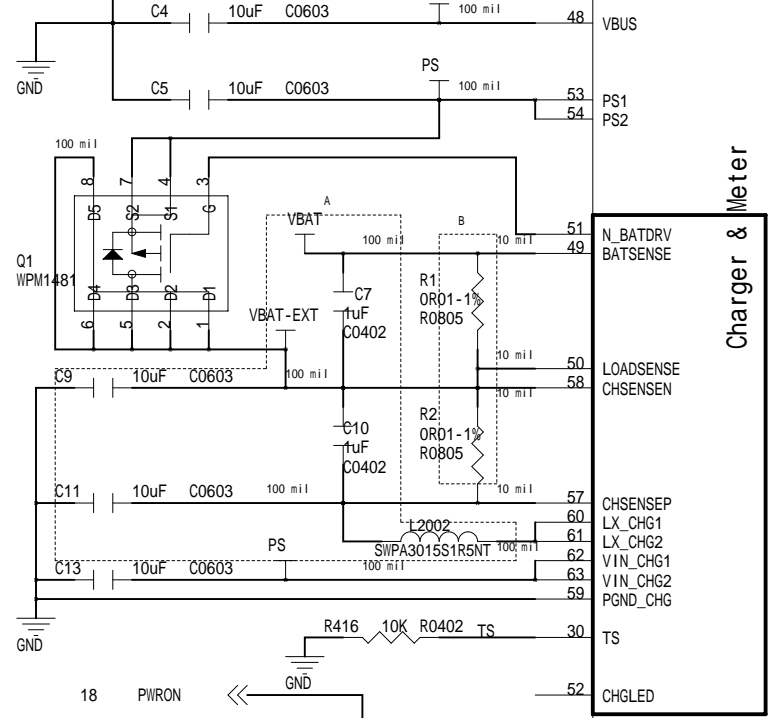 C4 10uF C0603 100 mil 48 VBUS
GND
PS
C5 10uF C0603 100 mil 53 PS1
54 PS2
100 mil
8 7 4 3
D5 S2 S1 G
A
B
VBAT
100 mil 10 mil 51 N_BATDRV
49 BATSENSE
Q1
WPM1481
D4 D3 D2 D1
6 5 2 1
C7
1uF
C0402
R1
0R01-1%
R0805
VBAT-EXT
10 mil
50 LOADSENSE
C9 10uF C0603 100 mil 10 mil 58 CHSENSEN
C10
1uF
C0402
R2
0R01-1%
R0805
C11 10uF C0603 100 mil 10 mil 57 CHSENSEP
60 LX_CHG1
L2002
SWPA3015S1R5NT 100 mil 61 LX_CHG2
PS
62 VIN_CHG1
C13 10uF C0603 100 mil 63 VIN_CHG2
59 PGND_CHG
GND
R416 10K R0402 TS 30 TS
GND
18 PWRON
52 CHGLED
Charger & Meter